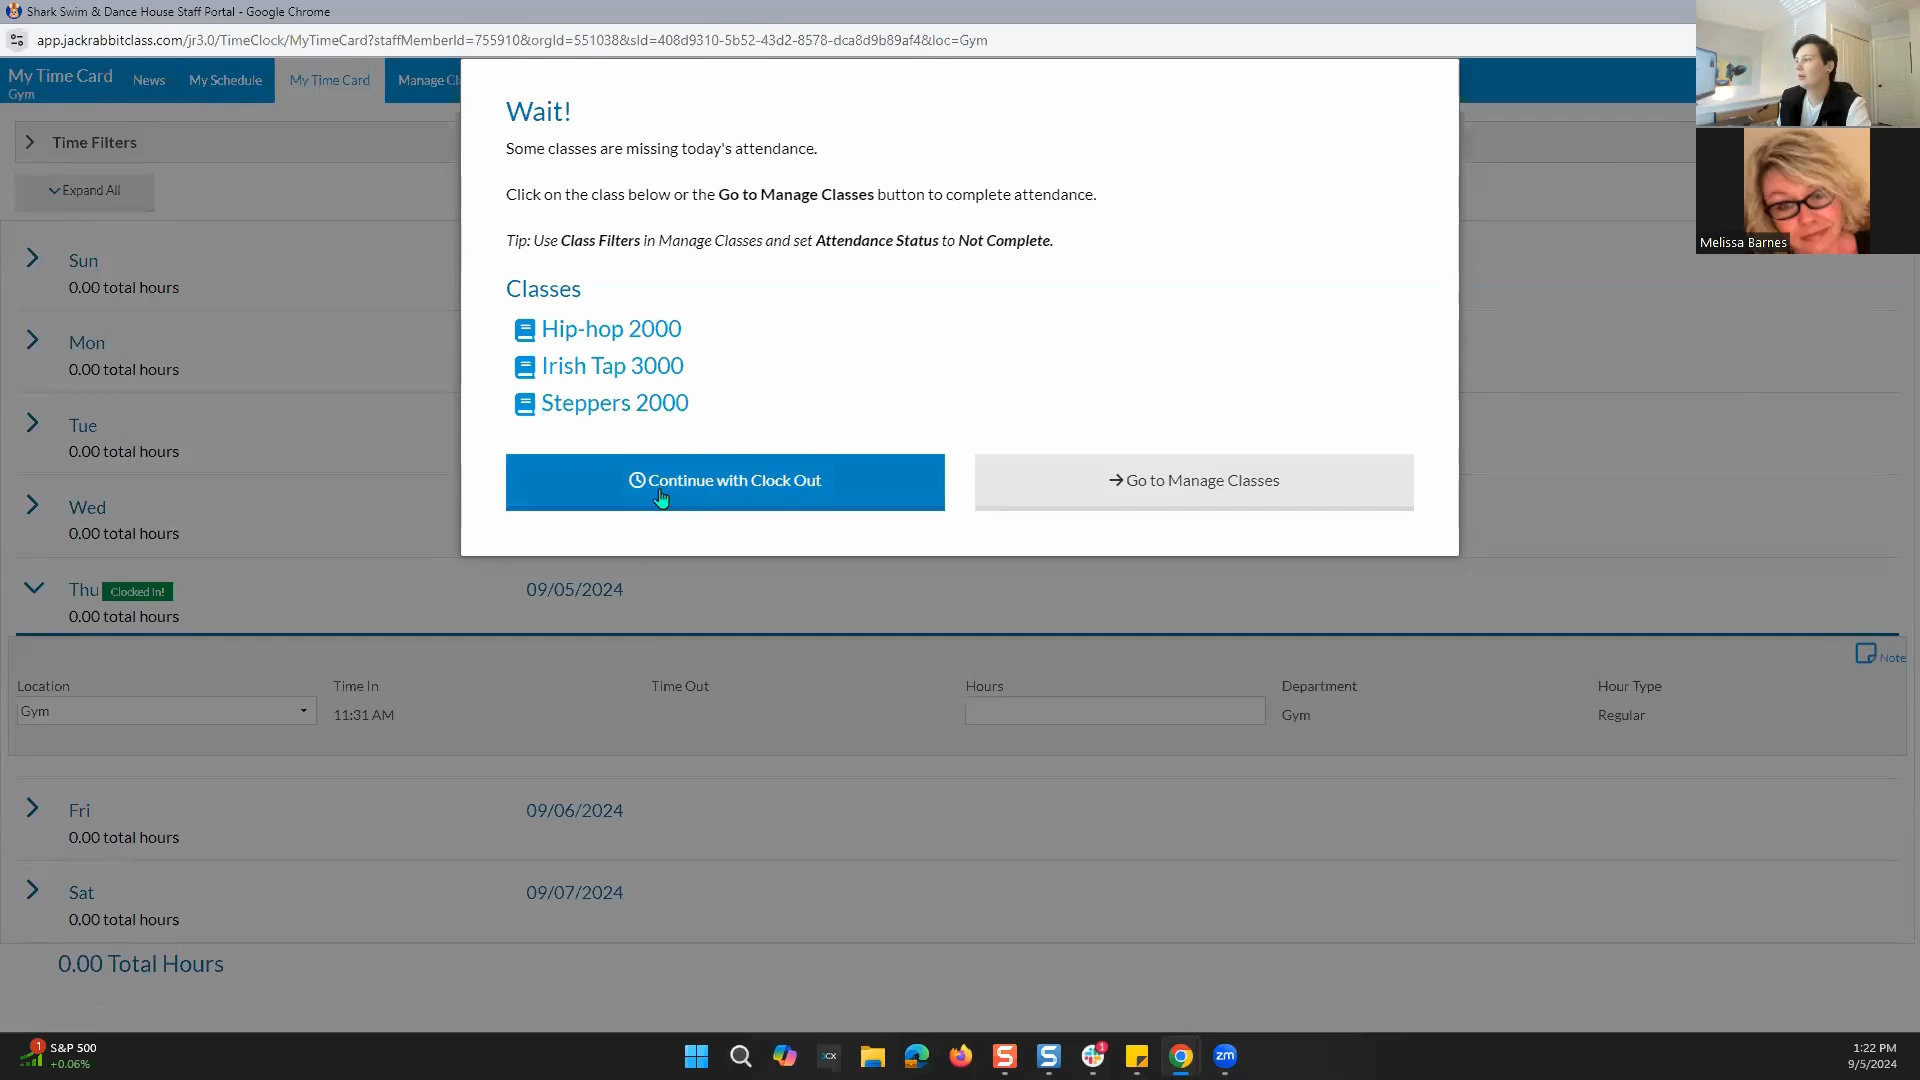 Shark Swim & Dance House Staff Portal - Google Chrome
app.jackrabbitclass.com/jr3.0/TimeClock/MyTimeCard?staffMemberId=755910&orgId=551038&sId=408d9310-5b52-43d2-8578-dca8d9b89af4&loc=Gym
My Time Card
Gym
News
My Schedule
My Time Card
Manage Cl
Time Filters
Expand All
Wait!
Some classes are missing today's attendance.
Click on the class below or the Go to Manage Classes button to complete attendance.
Tip: Use Class Filters in Manage Classes and set Attendance Status to Not Complete.
Classes
Hip-hop 2000
Irish Tap 3000
Steppers 2000
Continue with Clock Out
Go to Manage Classes
Melissa Barnes
Sun
0.00 total hours
Mon
0.00 total hours
Tue
0.00 total hours
Wed
0.00 total hours
Thu Clocked In! 09/05/2024
0.00 total hours
Note
Location Time In Time Out Hours Department Hour Type
Gym 11:31 AM Gym Regular
Fri 09/06/2024
0.00 total hours
Sat 09/07/2024
0.00 total hours
0.00 Total Hours
1 S&P 500
+0.06%
1
zm
1:22 PM
9/5/2024